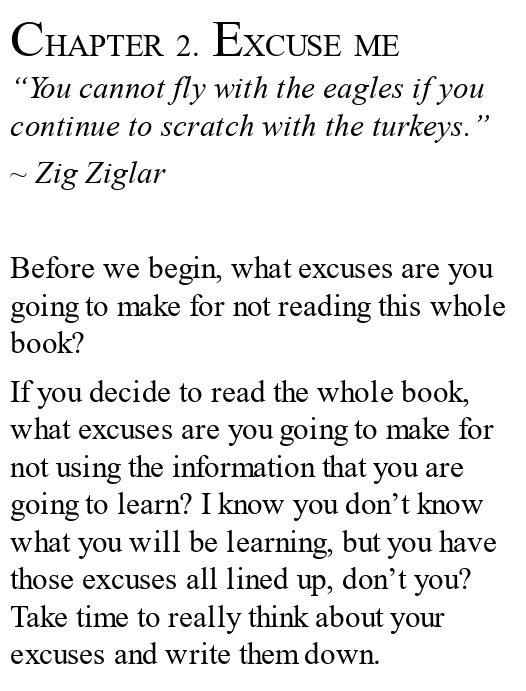 CHAPTER 2. EXCUSE ME
“You cannot fly with the eagles if you
continue to scratch with the turkeys.”
~ Zig Ziglar
Before we begin, what excuses are you
going to make for not reading this whole
book?
If you decide to read the whole book,
what excuses are you going to make for
not using the information that you are
going to learn? I know you don’t know
what you will be learning, but you have
those excuses all lined up, don’t you?
Take time to really think about your
excuses and write them down.